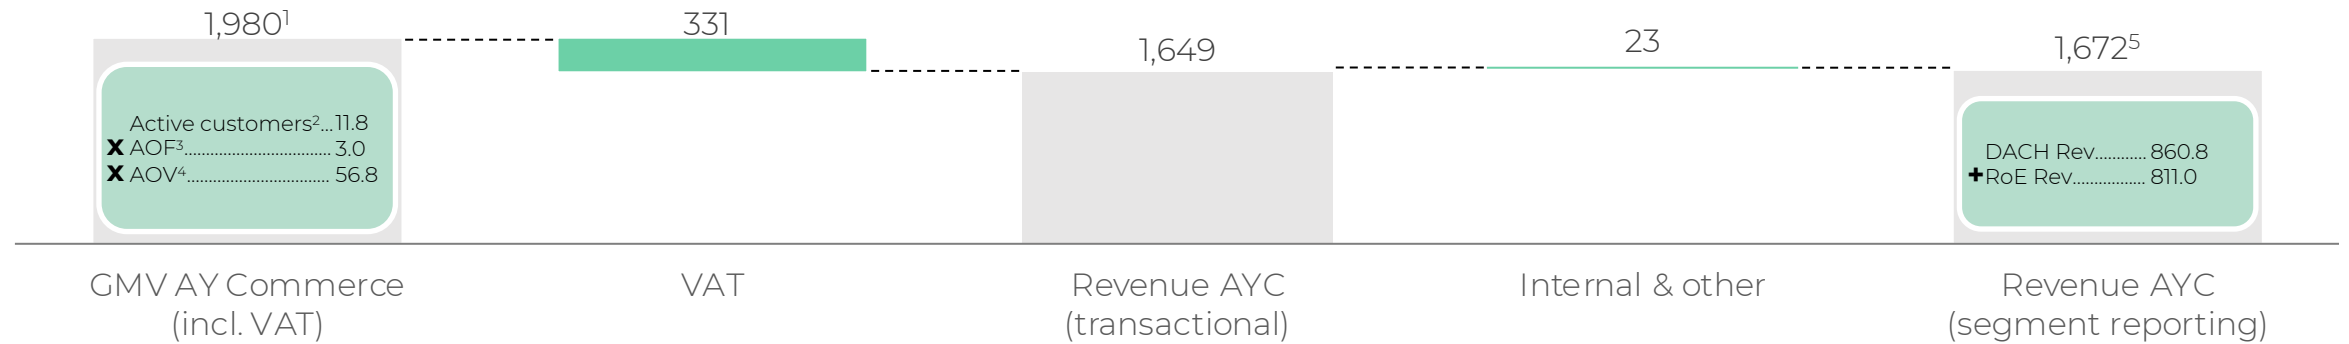 1,980¹
331
1,649
23
1,672⁵
Active customers²...11.8
X AOF³.................................. 3.0
X AOV⁴................................. 56.8
DACH Rev............ 860.8
+RoE Rev................. 811.0
GMV AY Commerce
(incl. VAT)
VAT
Revenue AYC
(transactional)
Internal & other
Revenue AYC
(segment reporting)